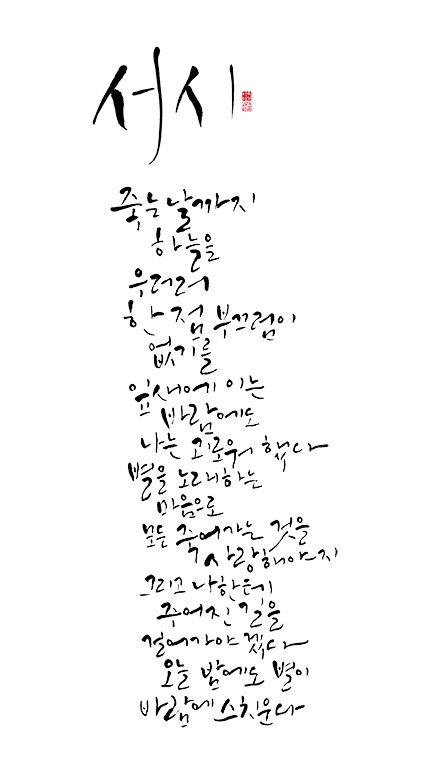 서시
죽는 날까지
하늘을
우러러
한 점 부끄럼이
없기를
잎새에 이는
바람에도
나는 괴로워 했다
별을 노래하는
마음으로
모든 죽어가는 것을
사랑해야지
그리고 나한테
주어진 길을
걸어가야겠다
오늘 밤에도 별이
바람에 스치운다